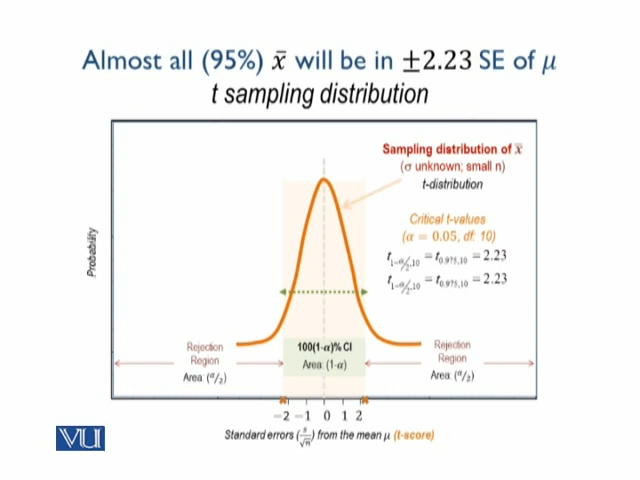 Almost all (95%) x̄ will be in ±2.23 SE of μ
t sampling distribution
Sampling distribution of x̄
(σ unknown; small n)
t-distribution
Critical t-values
(α = 0.05, df: 10)
t₁₋α/₂,₁₀ = t₀.₉₇₅,₁₀ = 2.23
t₁₋α/₂,₁₀ = t₀.₉₇₅,₁₀ = 2.23
Probability
Rejection
Region
Area: (α/2)
100(1-α)% CI
Area: (1-α)
Rejection
Region
Area: (α/2)
−2 −1 0 1 2
Standard errors (s/√n) from the mean μ (t-score)
VU